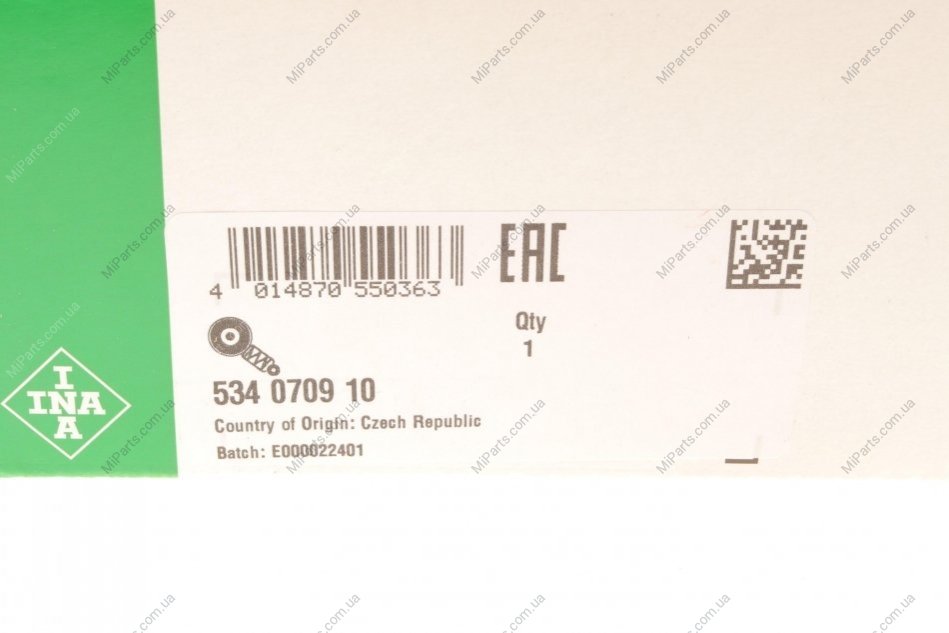 4 014870 550363
EAC
Qty
1
534 0709 10
Country of Origin: Czech Republic
Batch: E000022401
I
INA
A
MiParts.com.ua